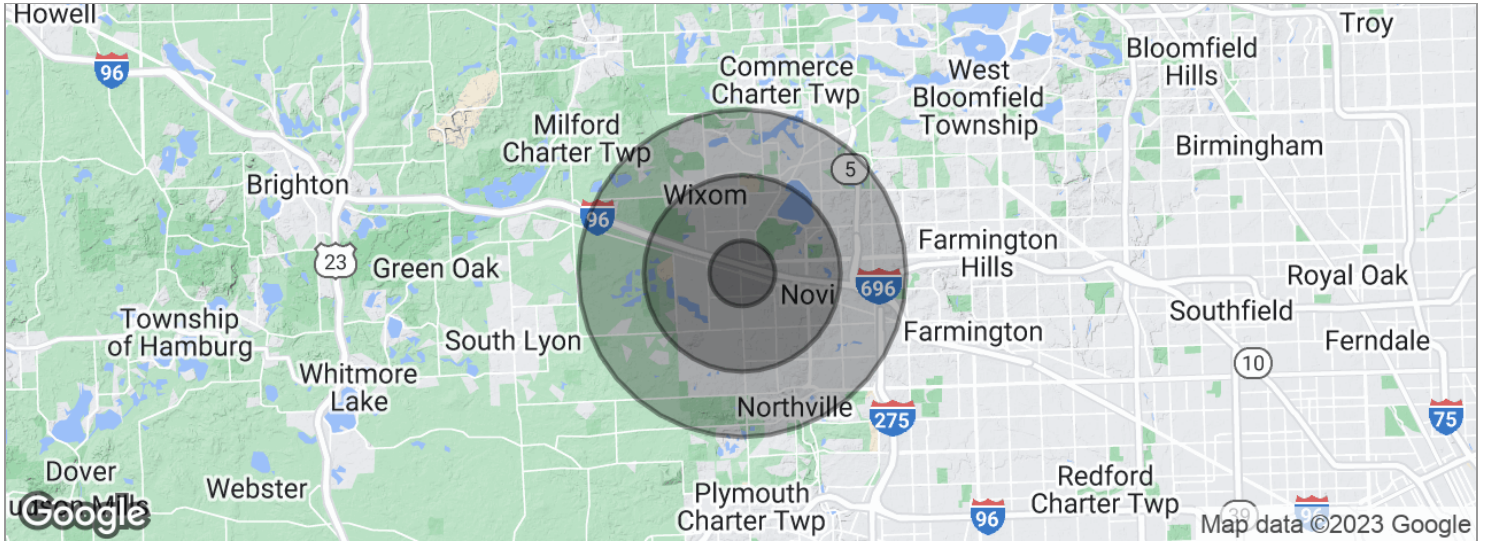 Howell
Troy
96
Commerce
Charter Twp
West
Bloomfield
Township
Bloomfield
Hills
Milford
Charter Twp
Birmingham
5
Brighton
Wixom
96
23
Green Oak
Farmington
Hills
696
Novi
Royal Oak
Township
of Hamburg
South Lyon
Farmington
Southfield
Ferndale
10
Whitmore
Lake
Northville
275
75
Dover
Webster
Plymouth
Charter Twp
Redford
Charter Twp
96
39
96
Google
Map data ©2023 Google